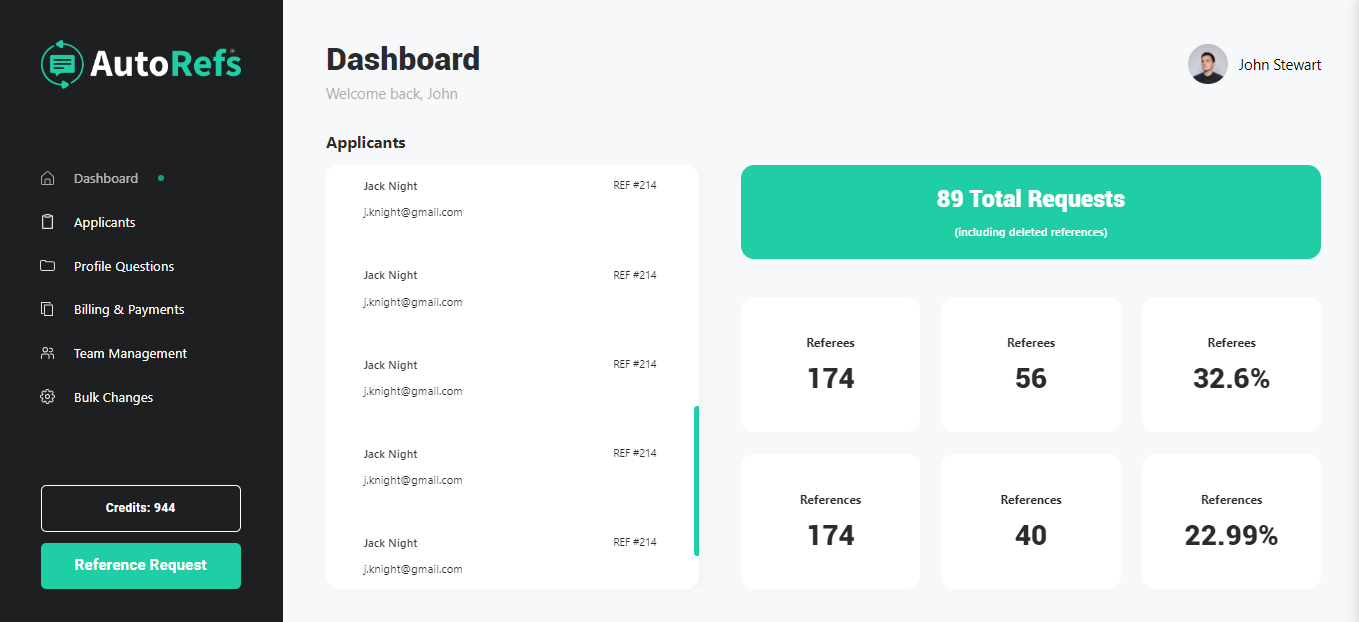 AutoRefs
Dashboard
Applicants
Profile Questions
Billing & Payments
Team Management
Bulk Changes
Credits: 944
Reference Request
Dashboard
Welcome back, John
John Stewart
Applicants
Jack Night
REF #214
j.knight@gmail.com
Jack Night
REF #214
j.knight@gmail.com
Jack Night
REF #214
j.knight@gmail.com
Jack Night
REF #214
j.knight@gmail.com
Jack Night
REF #214
j.knight@gmail.com
89 Total Requests
(including deleted references)
Referees
174
Referees
56
Referees
32.6%
References
174
References
40
References
22.99%